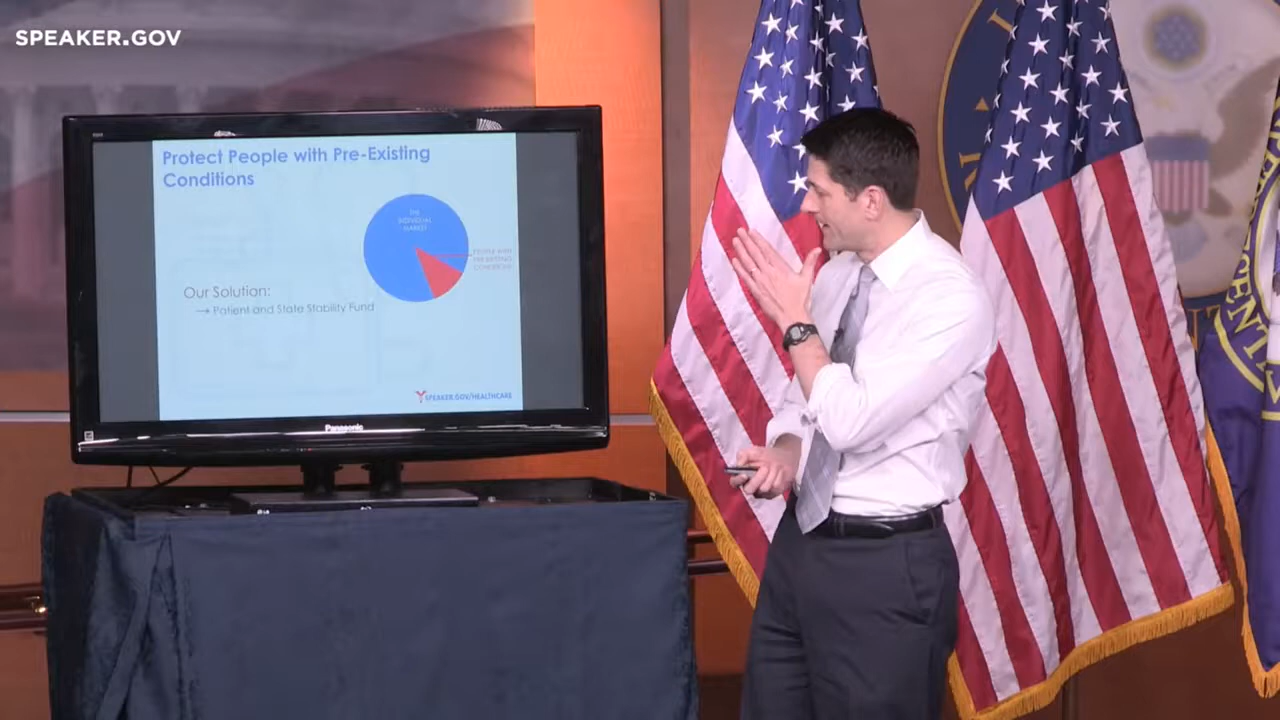 SPEAKER.GOV
Protect People with Pre-Existing
Conditions
THE
INDIVIDUAL
MARKET
PEOPLE WITH
PRE-EXISTING
CONDITIONS
Our Solution:
→ Patient and State Stability Fund
SPEAKER.GOV/HEALTHCARE
Panasonic